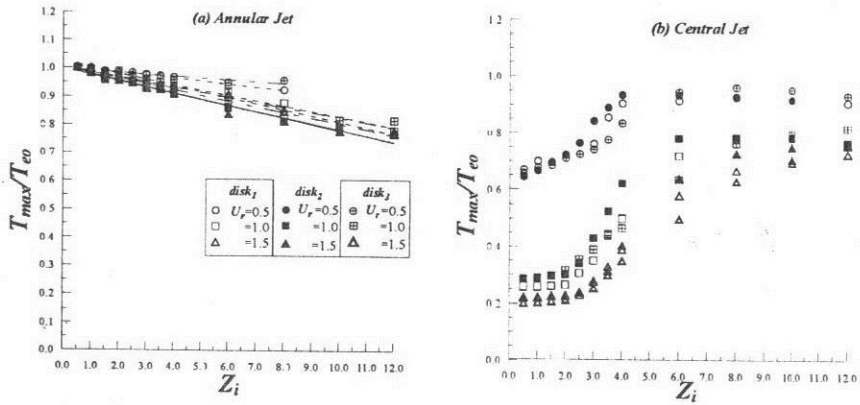 (a) Annular Jet
T_max/T_eo
1.2
1.1
1.0
0.9
0.8
0.7
0.6
0.5
0.4
0.3
0.2
0.1
0.0
0.0 1.0 2.0 3.0 4.0 5.0 6.0 7.0 8.0 9.0 10.0 11.0 12.0
Z_i
disk_1 disk_2 disk_3
○ U_r=0.5 ● U_r=0.5 ⊕ U_r=0.5
□ =1.0 ■ =1.0 ⊞ =1.0
△ =1.5 ▲ =1.5 △ =1.5
(b) Central Jet
T_max/T_eo
1.2
1.0
0.8
0.6
0.4
0.2
0.0
0.0 1.0 2.0 3.0 4.0 5.0 6.0 7.0 8.0 9.0 10.0 11.0 12.0
Z_i